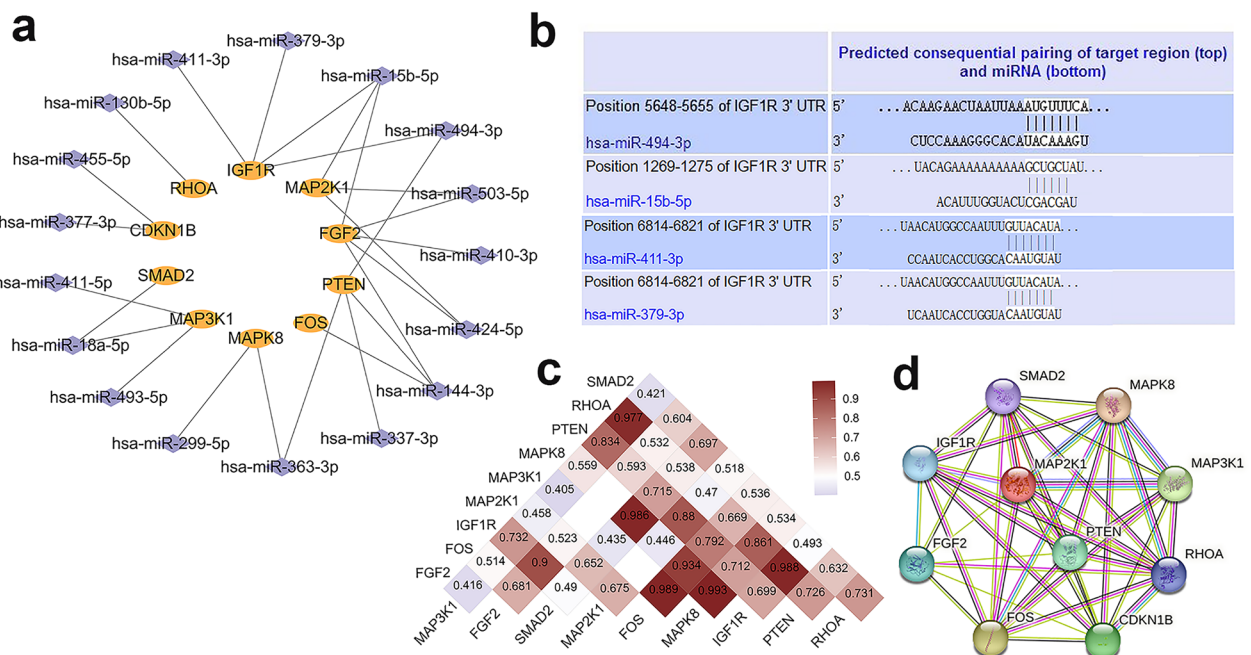 a
hsa-miR-379-3p
hsa-miR-411-3p
hsa-miR-15b-5p
hsa-miR-130b-5p
hsa-miR-494-3p
hsa-miR-455-5p
IGF1R
RHOA
MAP2K1
hsa-miR-503-5p
hsa-miR-377-3p
CDKN1B
FGF2
hsa-miR-410-3p
SMAD2
hsa-miR-411-5p
PTEN
MAP3K1
FOS
hsa-miR-424-5p
MAPK8
hsa-miR-18a-5p
hsa-miR-144-3p
hsa-miR-493-5p
hsa-miR-299-5p
hsa-miR-337-3p
hsa-miR-363-3p
b
Predicted consequential pairing of target region (top)
and miRNA (bottom)
Position 5648-5655 of IGF1R 3' UTR 5' ...ACAAGAACUAAUUAAAUGUUUCA...
hsa-miR-494-3p 3' CUCCAAAGGGCACAUACAAAGU
Position 1269-1275 of IGF1R 3' UTR 5' ...UACAGAAAAAAAAAAGCUGCUAU...
hsa-miR-15b-5p 3' ACAUUUGGUACUCGACGAU
Position 6814-6821 of IGF1R 3' UTR 5' ...UAACAUGGCCAAUUUGUUACAUA...
hsa-miR-411-3p 3' CCAAUCACCUGGCACAAUGUAU
Position 6814-6821 of IGF1R 3' UTR 5' ...UAACAUGGCCAAUUUGUUACAUA...
hsa-miR-379-3p 3' UCAAUCACCUGGUACAAUGUAU
c
SMAD2 0.421
RHOA 0.977 0.604
PTEN 0.834 0.532 0.697
MAPK8 0.559 0.593 0.538 0.518
MAP3K1 0.405 0.715 0.47 0.536
MAP2K1 0.458 0.986 0.88 0.669 0.534
IGF1R 0.732 0.523 0.435 0.446 0.792 0.861 0.493
FOS 0.514 0.9 0.652 0.934 0.712 0.988 0.632
FGF2 0.416 0.681 0.49 0.675 0.989 0.993 0.699 0.726 0.731
MAP3K1 FGF2 SMAD2 MAP2K1 FOS MAPK8 IGF1R PTEN RHOA
0.9
0.8
0.7
0.6
0.5
d
SMAD2
MAPK8
IGF1R
MAP2K1
MAP3K1
PTEN
FGF2
RHOA
FOS
CDKN1B